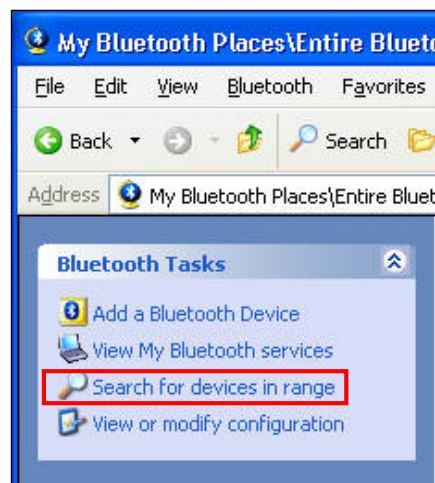 My Bluetooth Places\Entire Blueto
File Edit View Bluetooth Favorites
Back Search
Address My Bluetooth Places\Entire Bluet
Bluetooth Tasks
Add a Bluetooth Device
View My Bluetooth services
Search for devices in range
View or modify configuration